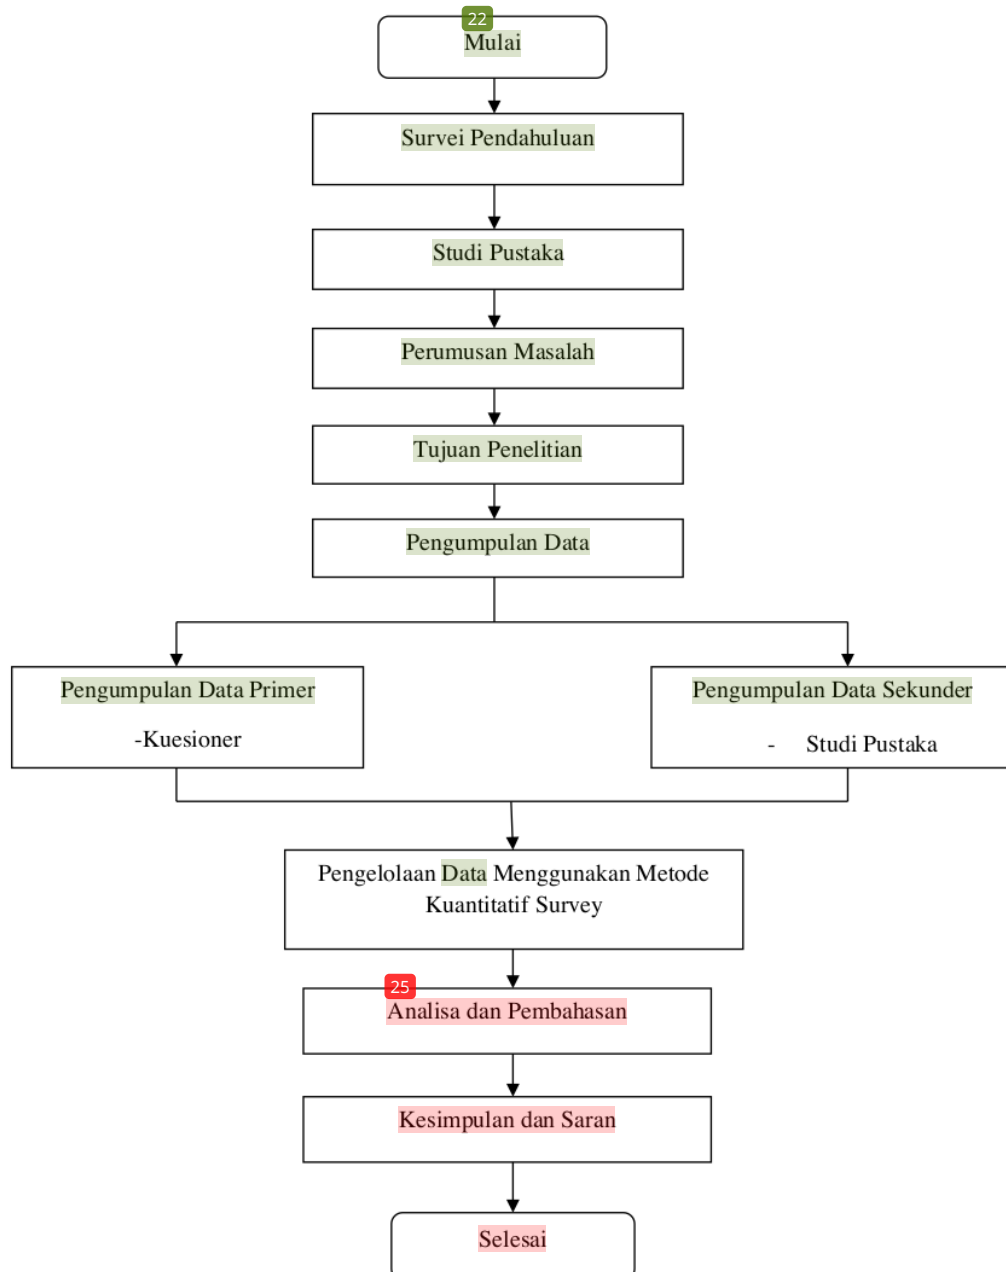 22
Mulai
Survei Pendahuluan
Studi Pustaka
Perumusan Masalah
Tujuan Penelitian
Pengumpulan Data
Pengumpulan Data Primer
-Kuesioner
Pengumpulan Data Sekunder
- Studi Pustaka
Pengelolaan Data Menggunakan Metode
Kuantitatif Survey
25
Analisa dan Pembahasan
Kesimpulan dan Saran
Selesai